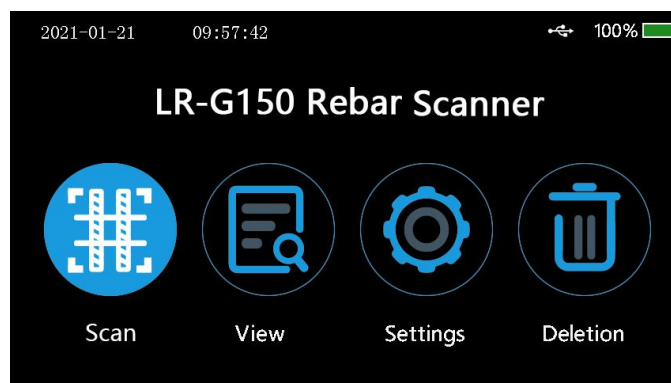 2021-01-21 09:57:42 100%
LR-G150 Rebar Scanner
Scan View Settings Deletion